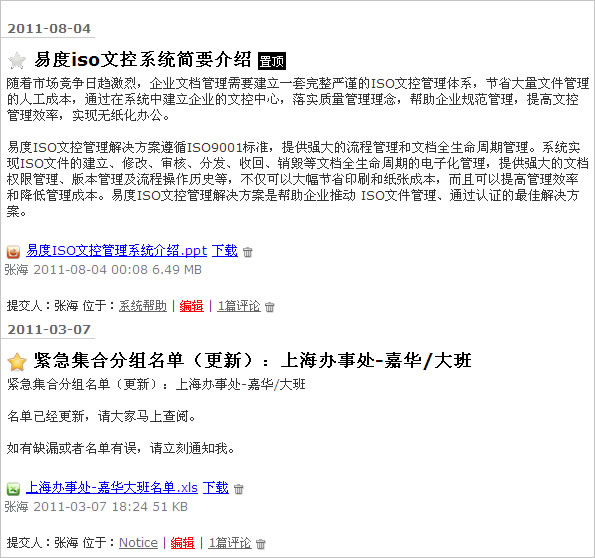 2011-08-04
易度iso文控系统简要介绍 置顶
随着市场竞争日趋激烈，企业文档管理需要建立一套完整严谨的ISO文控管理体系，节省大量文件管理
的人工成本，通过在系统中建立企业的文控中心，落实质量管理理念，帮助企业规范管理，提高文控
管理效率，实现无纸化办公。
易度ISO文控管理解决方案遵循ISO9001标准，提供强大的流程管理和文档全生命周期管理。系统实
现ISO文件的建立、修改、审核、分发、收回、销毁等文档全生命周期的电子化管理，提供强大的文档
权限管理、版本管理及流程操作历史等，不仅可以大幅节省印刷和纸张成本，而且可以提高管理效率
和降低管理成本。易度ISO文控管理解决方案是帮助企业推动 ISO文件管理、通过认证的最佳解决方
案。
易度ISO文控管理系统介绍.ppt 下载
张海 2011-08-04 00:08 6.49 MB
提交人：张海 位于：系统帮助 | 编辑 | 1篇评论
2011-03-07
紧急集合分组名单（更新）：上海办事处-嘉华/大班
紧急集合分组名单（更新）：上海办事处-嘉华/大班
名单已经更新，请大家马上查阅。
如有缺漏或者名单有误，请立刻通知我。
上海办事处-嘉华大班名单.xls 下载
张海 2011-03-07 18:24 51 KB
提交人：张海 位于：Notice | 编辑 | 1篇评论